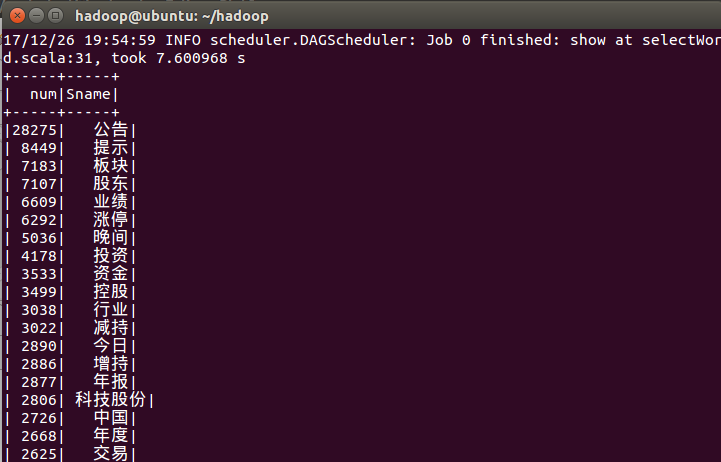 hadoop@ubuntu: ~/hadoop
17/12/26 19:54:59 INFO scheduler.DAGScheduler: Job 0 finished: show at selectWor
d.scala:31, took 7.600968 s
+-----+-----+
|  num|Sname|
+-----+-----+
|28275|   公告|
| 8449|   提示|
| 7183|   板块|
| 7107|   股东|
| 6609|   业绩|
| 6292|   涨停|
| 5036|   晚间|
| 4178|   投资|
| 3533|   资金|
| 3499|   控股|
| 3038|   行业|
| 3022|   减持|
| 2890|   今日|
| 2886|   增持|
| 2877|   年报|
| 2806| 科技股份|
| 2726|   中国|
| 2668|   年度|
| 2625|   交易|